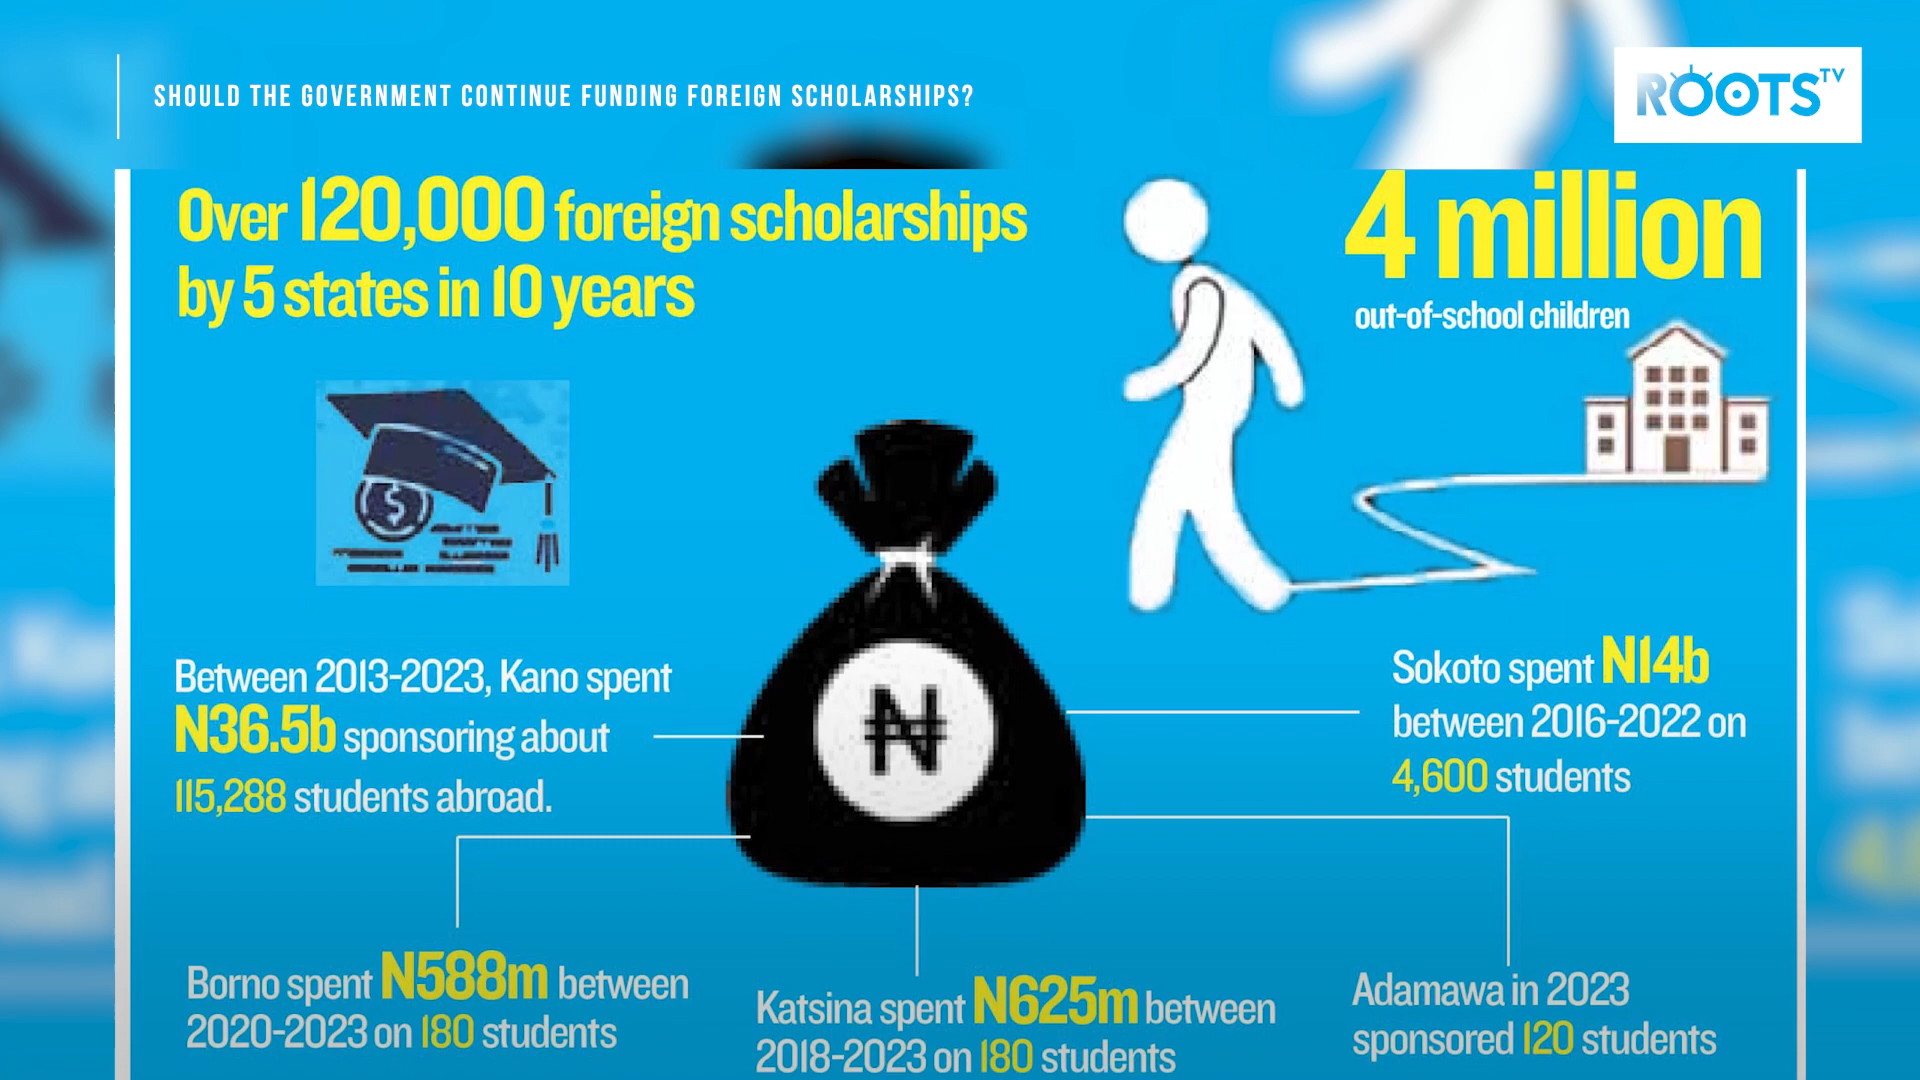 SHOULD THE GOVERNMENT CONTINUE FUNDING FOREIGN SCHOLARSHIPS?
ROOTS TV
Over 120,000 foreign scholarships
by 5 states in 10 years
4 million
out-of-school children
$
Between 2013-2023, Kano spent
N36.5b sponsoring about
115,288 students abroad.
₦
Sokoto spent N14b
between 2016-2022 on
4,600 students
Borno spent N588m between
2020-2023 on 180 students
Katsina spent N625m between
2018-2023 on 180 students
Adamawa in 2023
sponsored 120 students